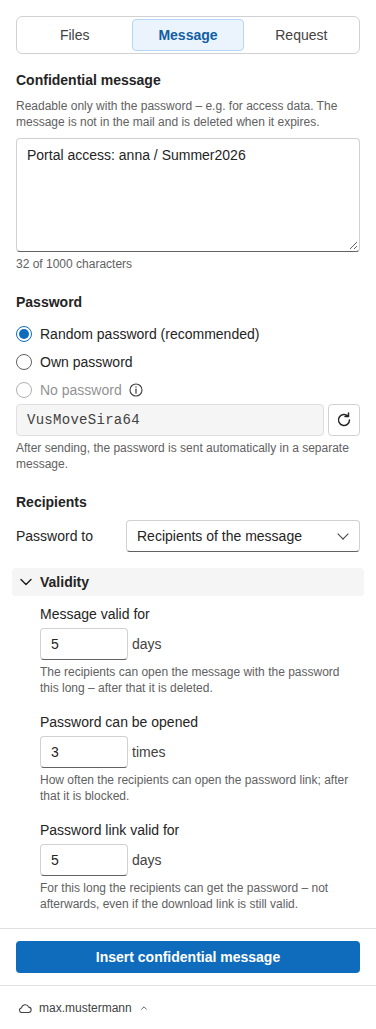 Files Message Request
Confidential message
Readable only with the password – e.g. for access data. The
message is not in the mail and is deleted when it expires.
Portal access: anna / Summer2026
32 of 1000 characters
Password
Random password (recommended)
Own password
No password
VusMoveSira64
After sending, the password is sent automatically in a separate
message.
Recipients
Password to Recipients of the message
Validity
Message valid for
5 days
The recipients can open the message with the password
this long – after that it is deleted.
Password can be opened
3 times
How often the recipients can open the password link; after
that it is blocked.
Password link valid for
5 days
For this long the recipients can get the password – not
afterwards, even if the download link is still valid.
Insert confidential message
max.mustermann